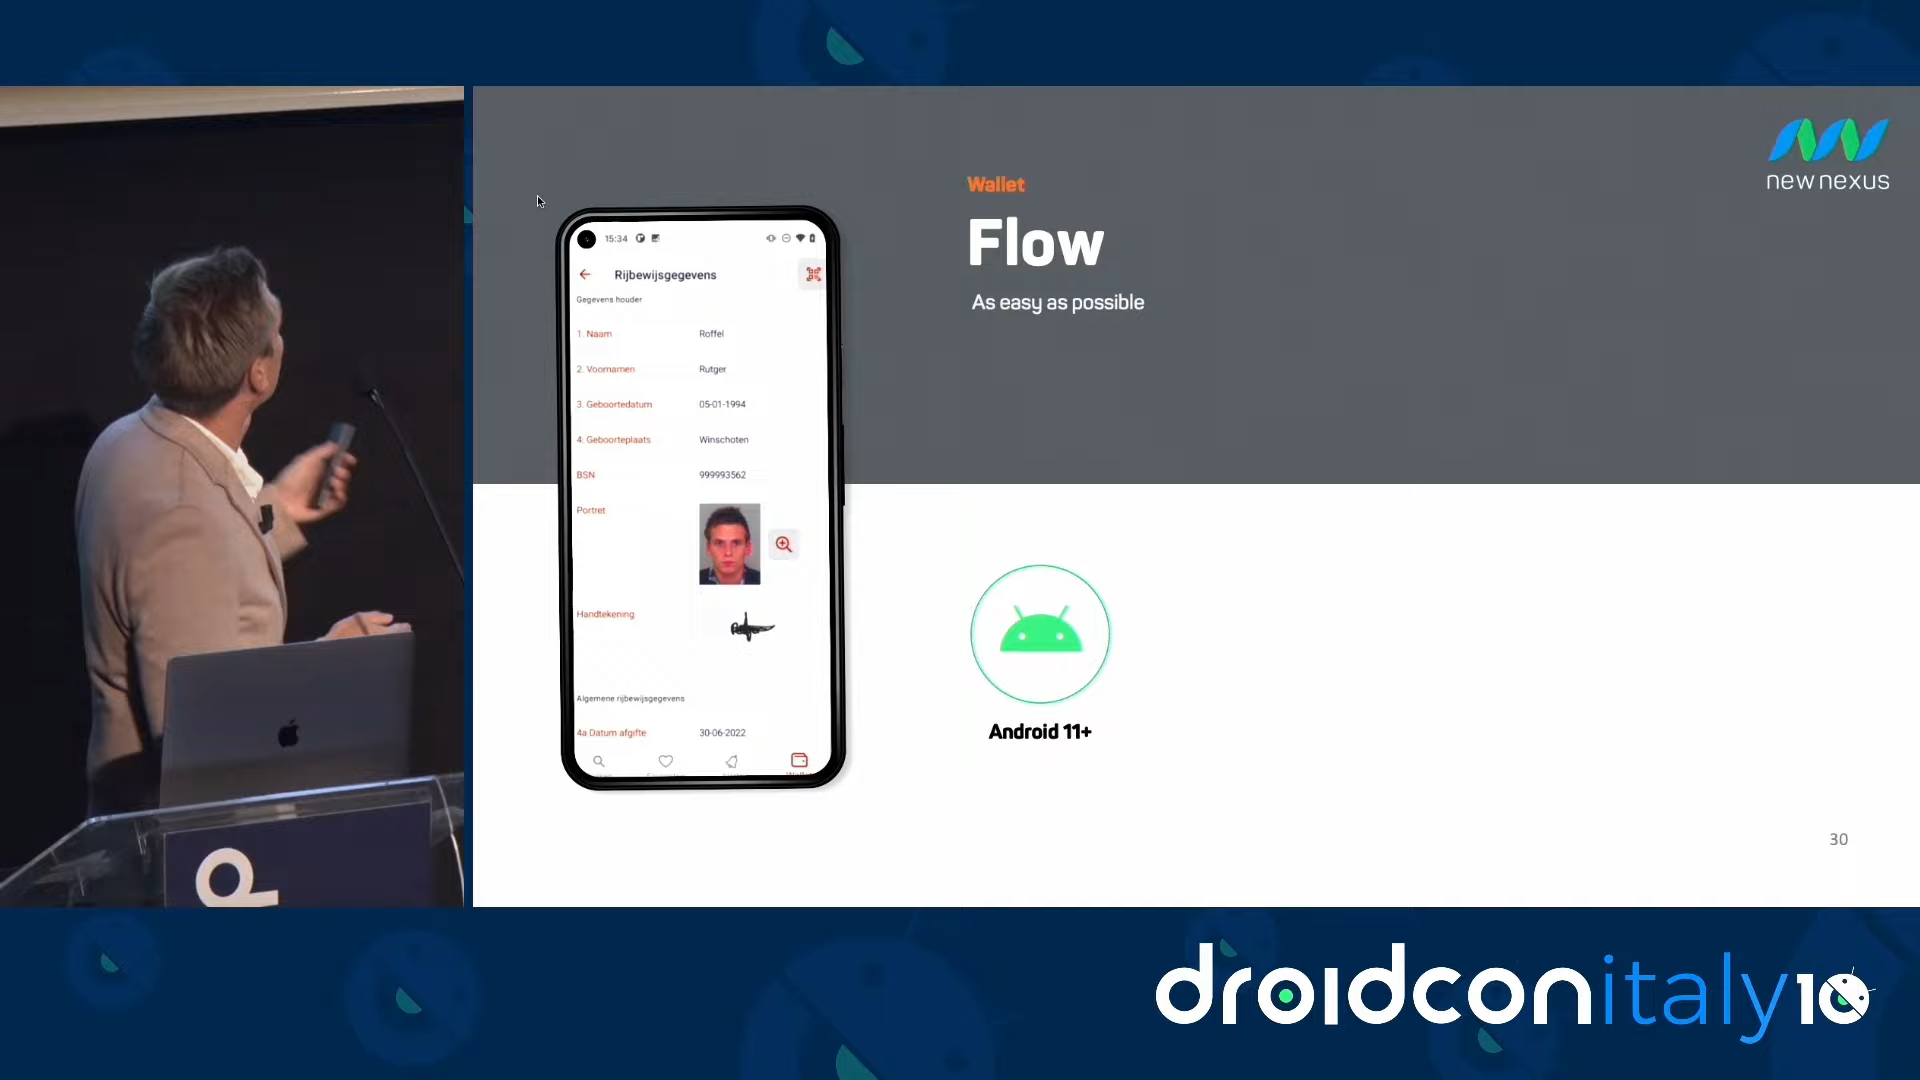 Wallet
Flow
As easy as possible
new nexus
15:34
Rijbewijsgegevens
Gegevens houder
1. Naam Roffel
2. Voornamen Rutger
3. Geboortedatum 05-01-1994
4. Geboorteplaats Winschoten
BSN 999993562
Portret
Handtekening
Algemene rijbewijsgegevens
4a Datum afgifte 30-06-2022
Android 11+
30
droidconitaly10